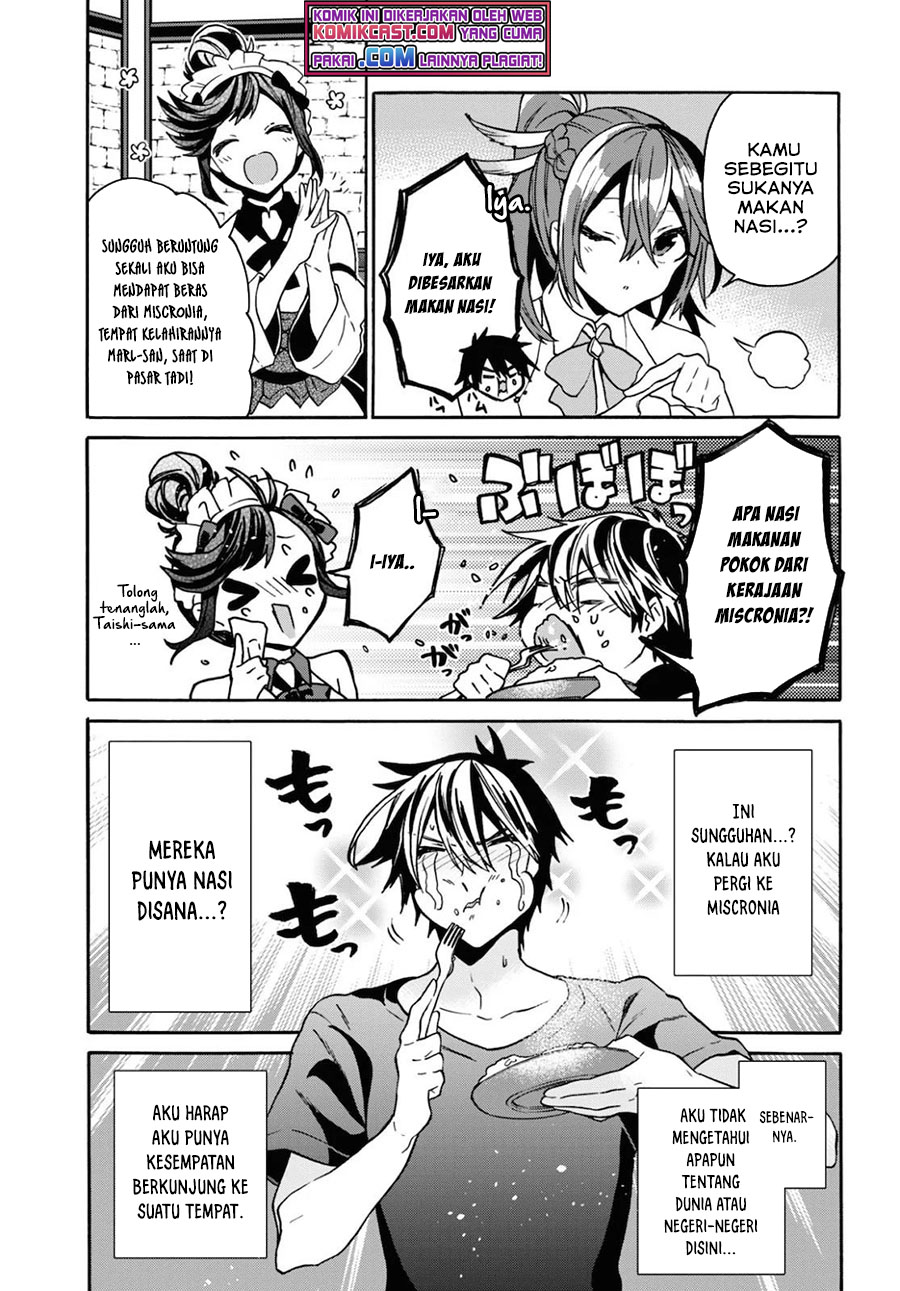 KOMIK INI DIKERJAKAN OLEH WEB
KOMIKCAST.COM YANG CUMA
PAKAI .COM LAINNYA PLAGIAT!
KAMU
SEBEGITU
SUKANYA
MAKAN
NASI...?
Iya.
IYA, AKU
DIBESARKAN
MAKAN NASI!
SUNGGUH BERUNTUNG
SEKALI AKU BISA
MENDAPAT BERAS
DARI MISCRONIA,
TEMPAT KELAHIRANNYA
MARL-SAN, SAAT DI
PASAR TADI!
APA NASI
MAKANAN
POKOK DARI
KERAJAAN
MISCRONIA?!
ぶぼぼっ
がっ
がっ
I-
I-IYA..
Tolong
tenanglah,
Taishi-sama
...
INI
SUNGGUHAN...?
KALAU AKU
PERGI KE
MISCRONIA
もっ
もっ
もっ
MEREKA
PUNYA NASI
DISANA...?
SEBENAR-
NYA.
AKU TIDAK
MENGETAHUI
APAPUN
TENTANG
DUNIA ATAU
NEGERI-NEGERI
DISINI...
AKU HARAP
AKU PUNYA
KESEMPATAN
BERKUNJUNG KE
SUATU TEMPAT.